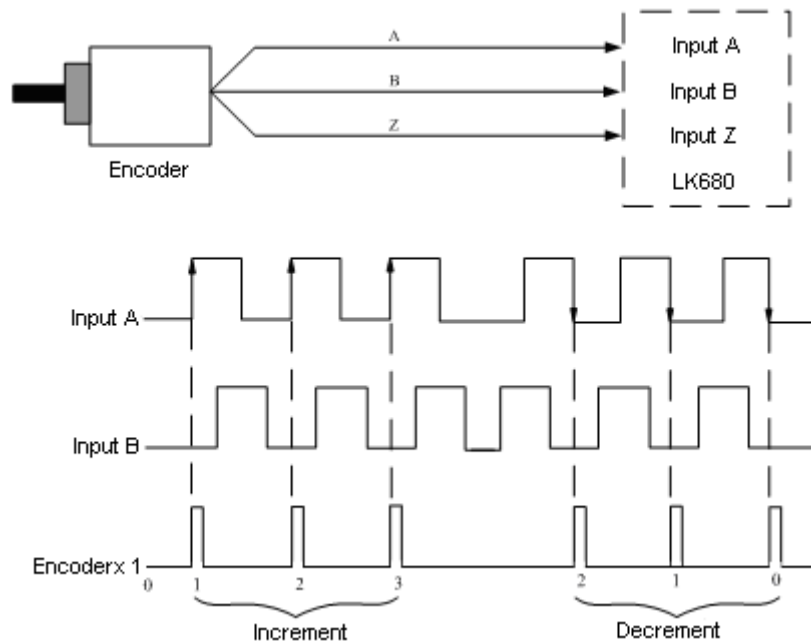 A
Input A
B
Input B
Z
Input Z
Encoder
LK680
Input A
Input B
Encoderx 1
0 1 2 3 2 1 0
Increment Decrement